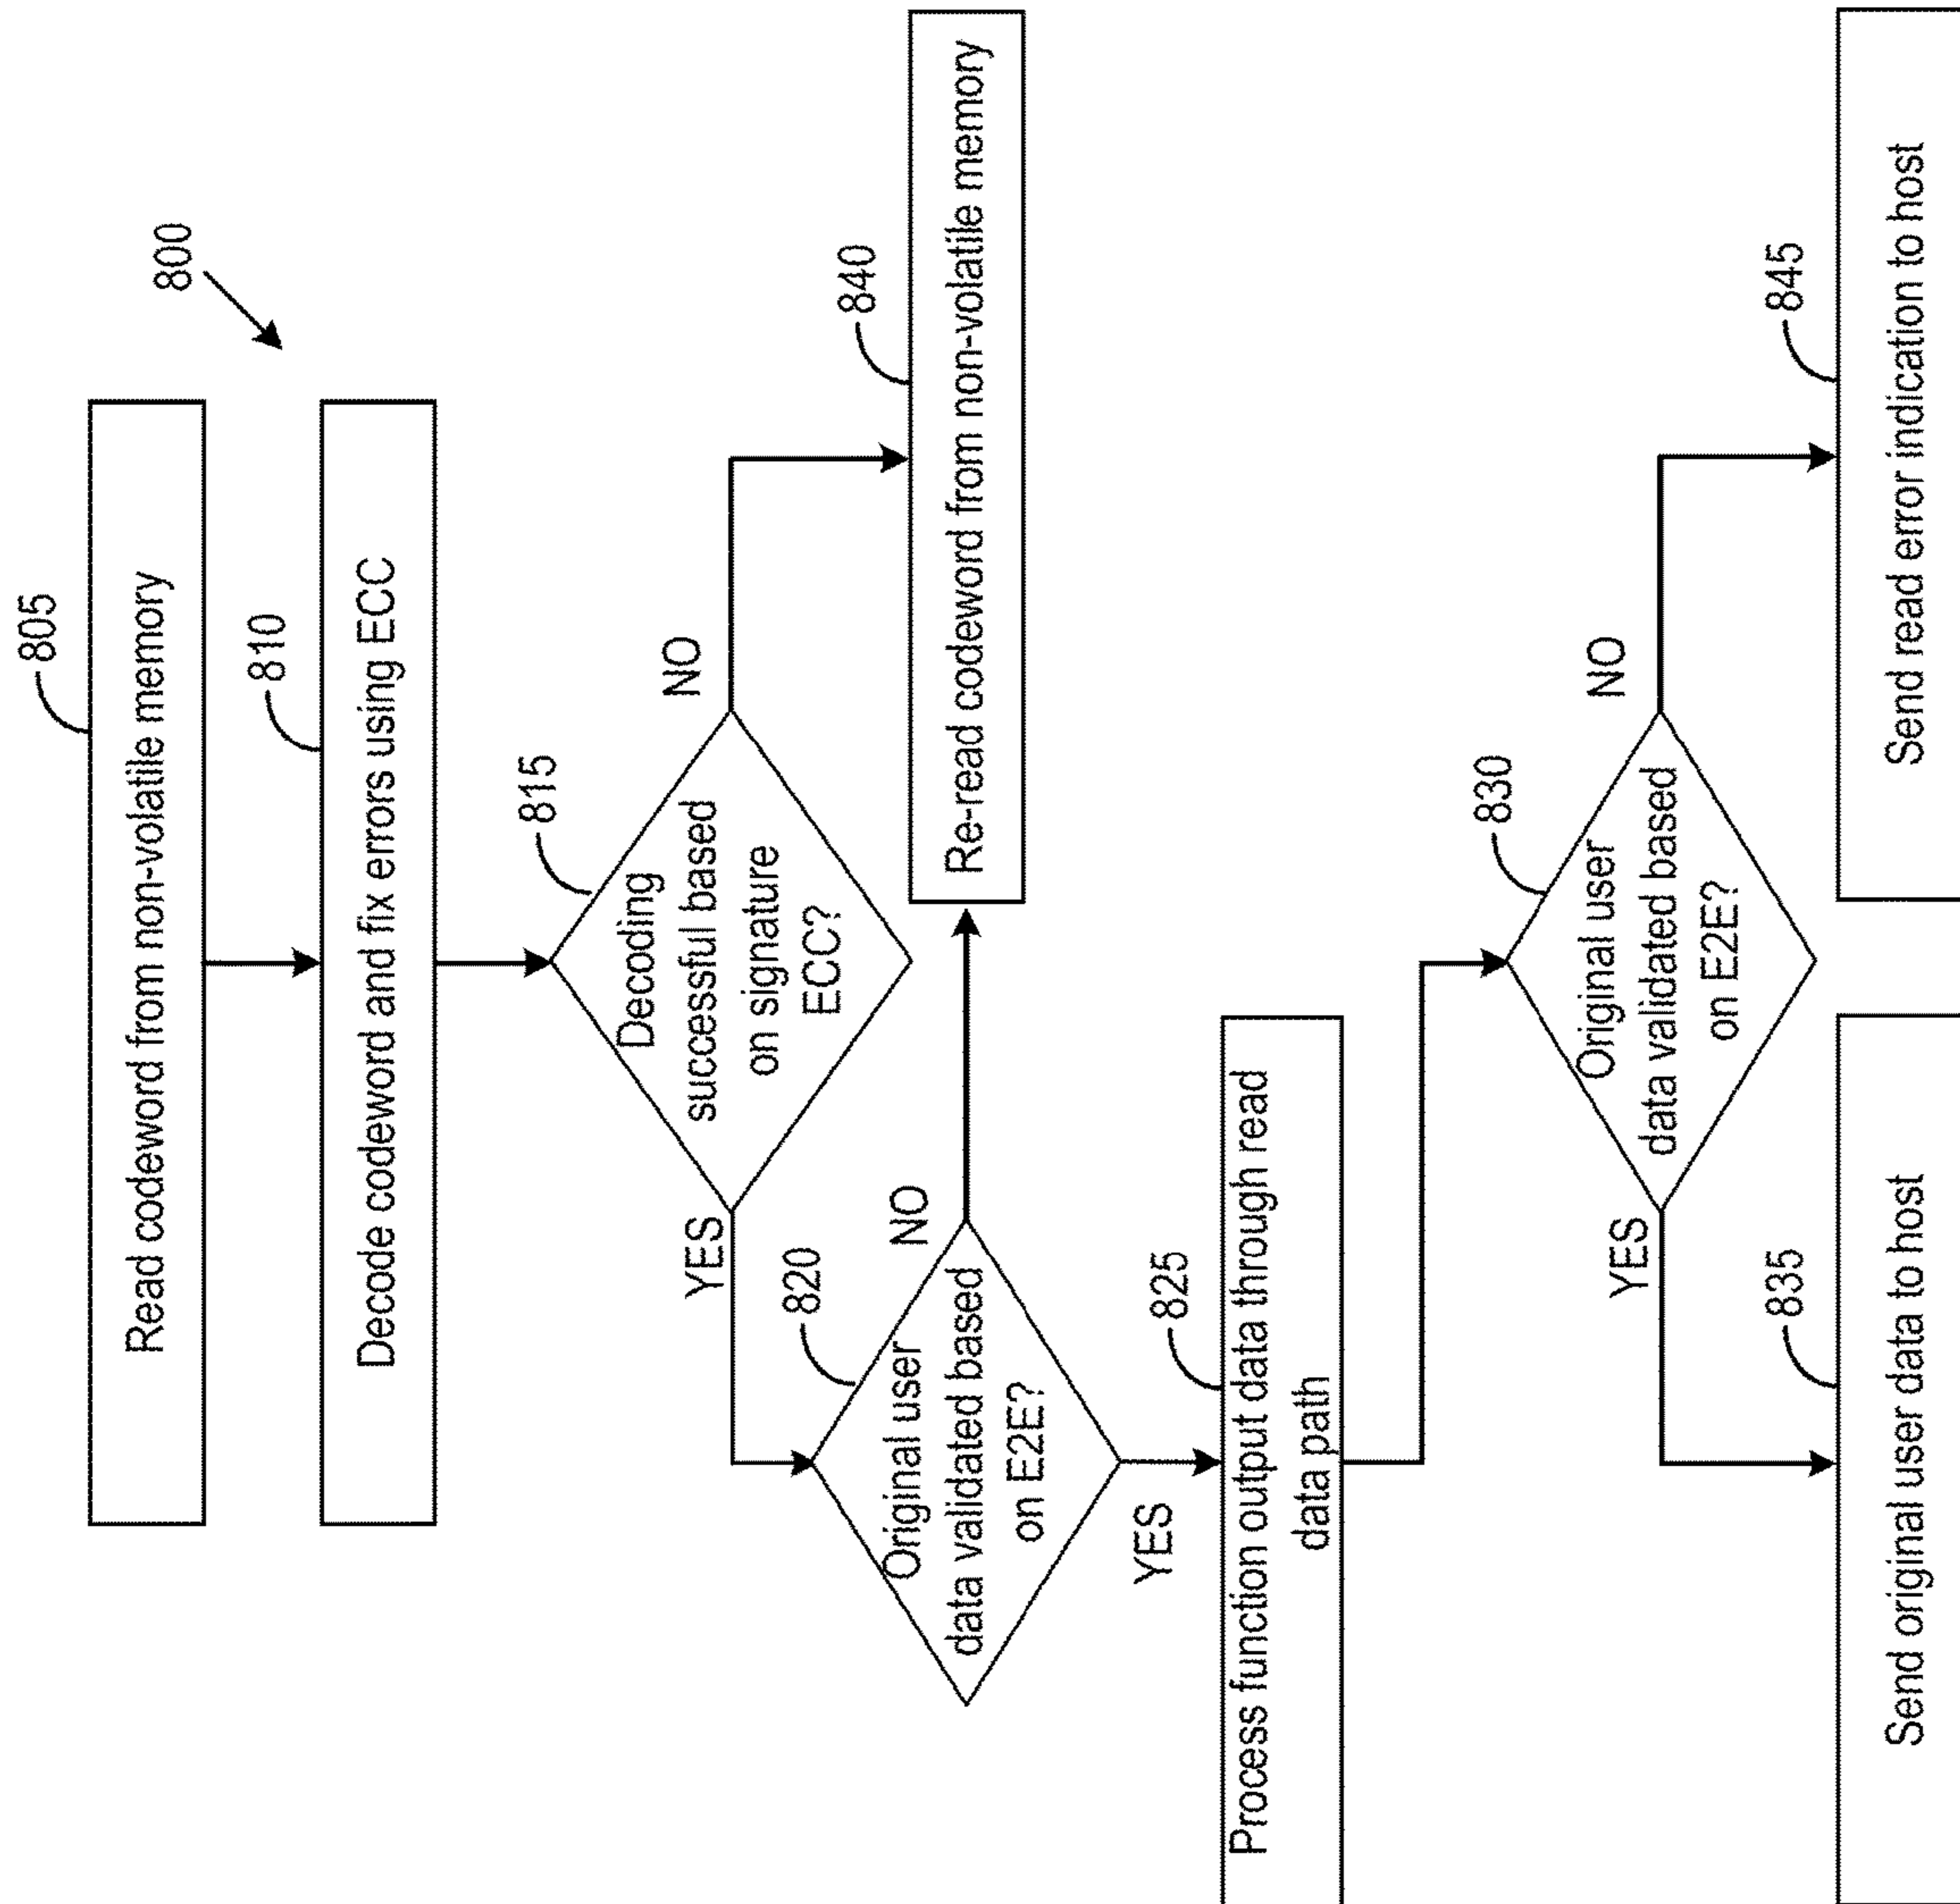 800
805
Read codeword from non-volatile memory
810
Decode codeword and fix errors using ECC
815
Decoding
successful based
on signature
ECC?
YES
NO
820
Original user
data validated based
on E2E?
NO
YES
840
Re-read codeword from non-volatile memory
825
Process function output data through read
data path
830
Original user
data validated based
on E2E?
YES
NO
835
Send original user data to host
845
Send read error indication to host